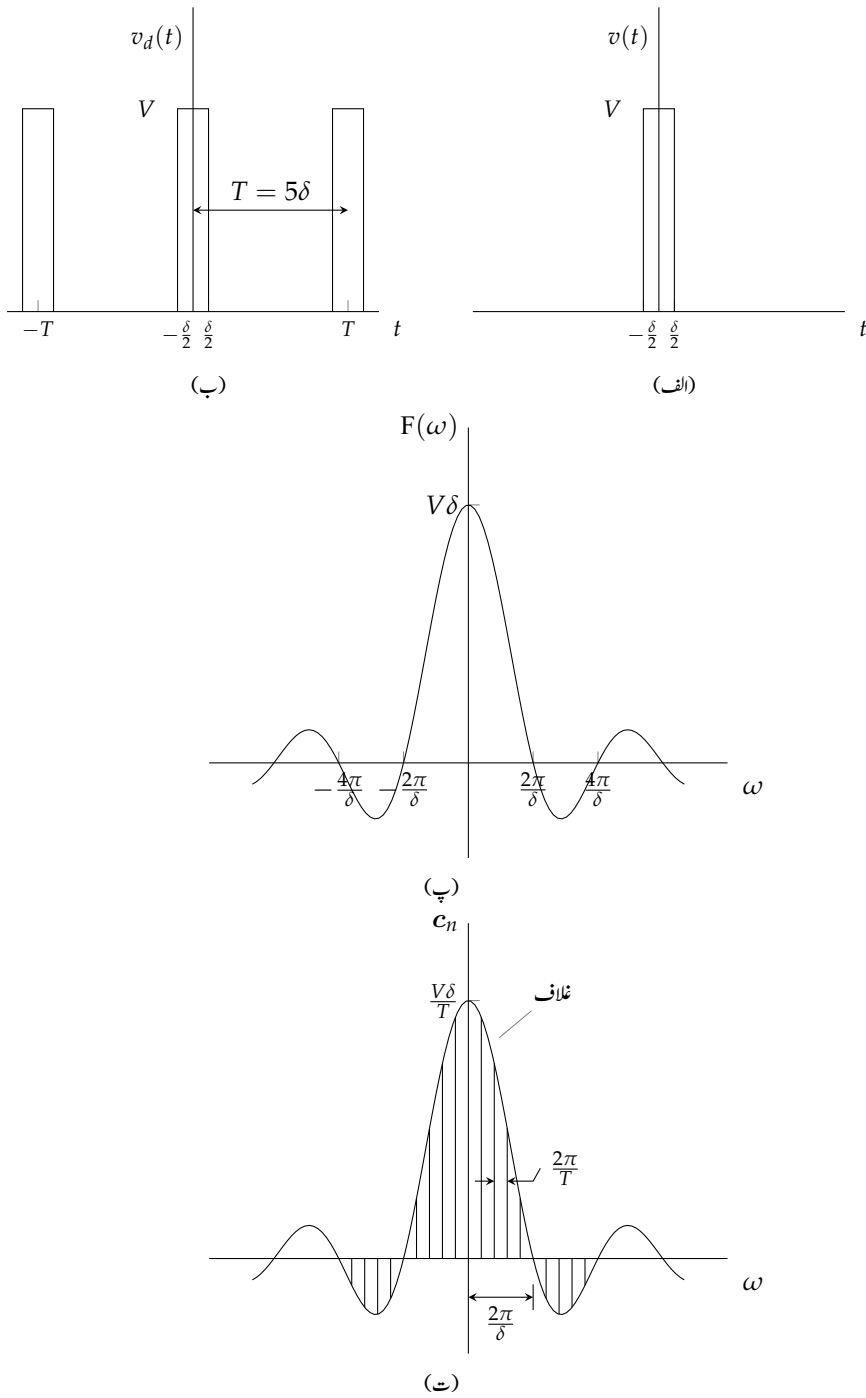 v_d(t) v(t)
V V
T = 5δ
−T −δ/2 δ/2 T t −δ/2 δ/2 t
(ب) (الف)
F(ω)
Vδ
−4π/δ −2π/δ 2π/δ 4π/δ ω
(پ)
c_n
Vδ/T غلاف
2π/T
ω
2π/δ
(ت)